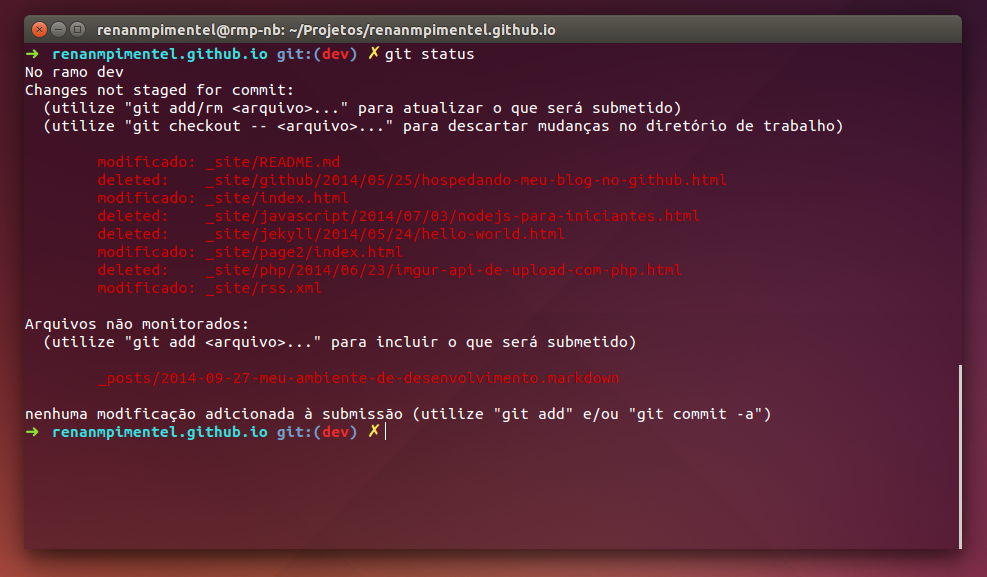 renanmpimentel@rmp-nb: ~/Projetos/renanmpimentel.github.io
➜ renanmpimentel.github.io git:(dev) ✗ git status
No ramo dev
Changes not staged for commit:
(utilize "git add/rm <arquivo>..." para atualizar o que será submetido)
(utilize "git checkout -- <arquivo>..." para descartar mudanças no diretório de trabalho)
modificado: _site/README.md
deleted: _site/github/2014/05/25/hospedando-meu-blog-no-github.html
modificado: _site/index.html
deleted: _site/javascript/2014/07/03/nodejs-para-iniciantes.html
deleted: _site/jekyll/2014/05/24/hello-world.html
modificado: _site/page2/index.html
deleted: _site/php/2014/06/23/imgur-api-de-upload-com-php.html
modificado: _site/rss.xml
Arquivos não monitorados:
(utilize "git add <arquivo>..." para incluir o que será submetido)
_posts/2014-09-27-meu-ambiente-de-desenvolvimento.markdown
nenhuma modificação adicionada à submissão (utilize "git add" e/ou "git commit -a")
➜ renanmpimentel.github.io git:(dev) ✗